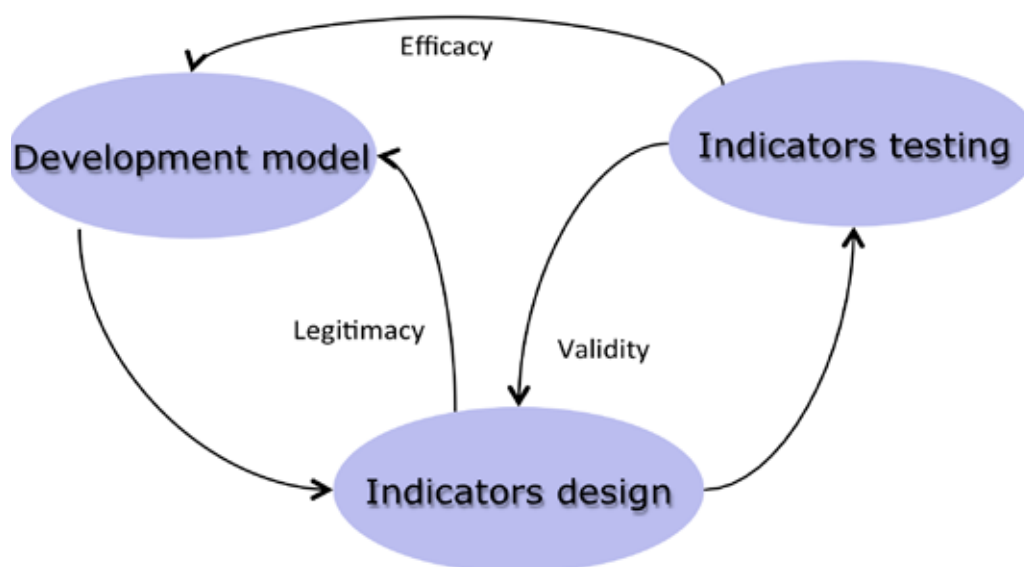 Efficacy
Development model
Indicators testing
Legitimacy
Validity
Indicators design